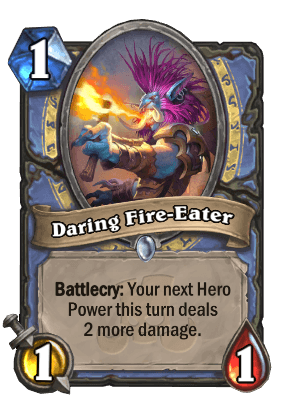 1
Daring Fire-Eater
Battlecry: Your next Hero
Power this turn deals
2 more damage.
1
1